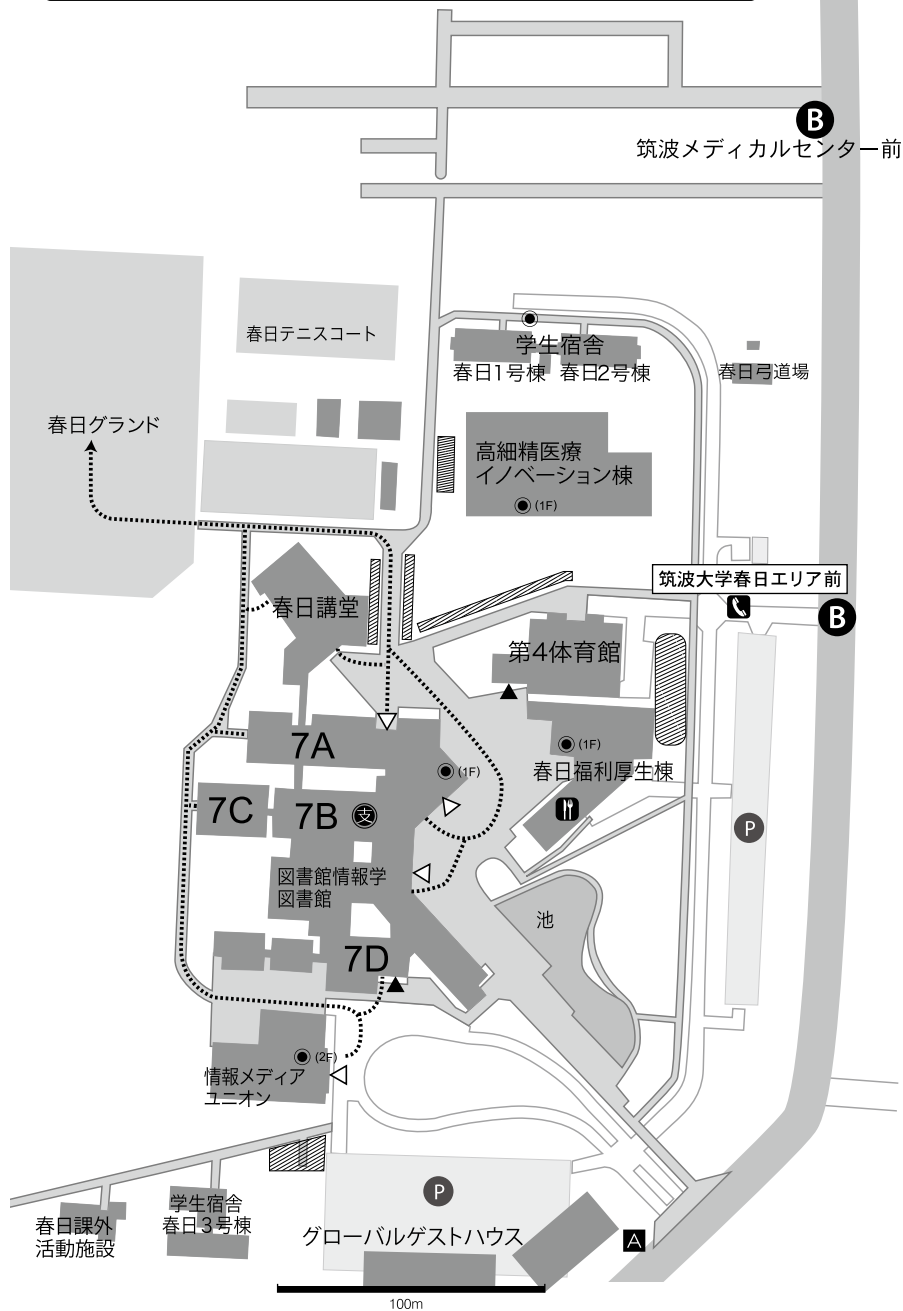 B
筑波メディカルセンター前
春日テニスコート
学生宿舎
春日1号棟 春日2号棟
春日弓道場
春日グランド
高細精医療
イノベーション棟
(1F)
筑波大学春日エリア前
B
春日講堂
第4体育館
7A
(1F)
(1F)
春日福利厚生棟
7C
7B
支
P
図書館情報学
図書館
池
7D
(2F)
情報メディア
ユニオン
P
学生宿舎
春日3号棟
春日課外
活動施設
グローバルゲストハウス
A
100m